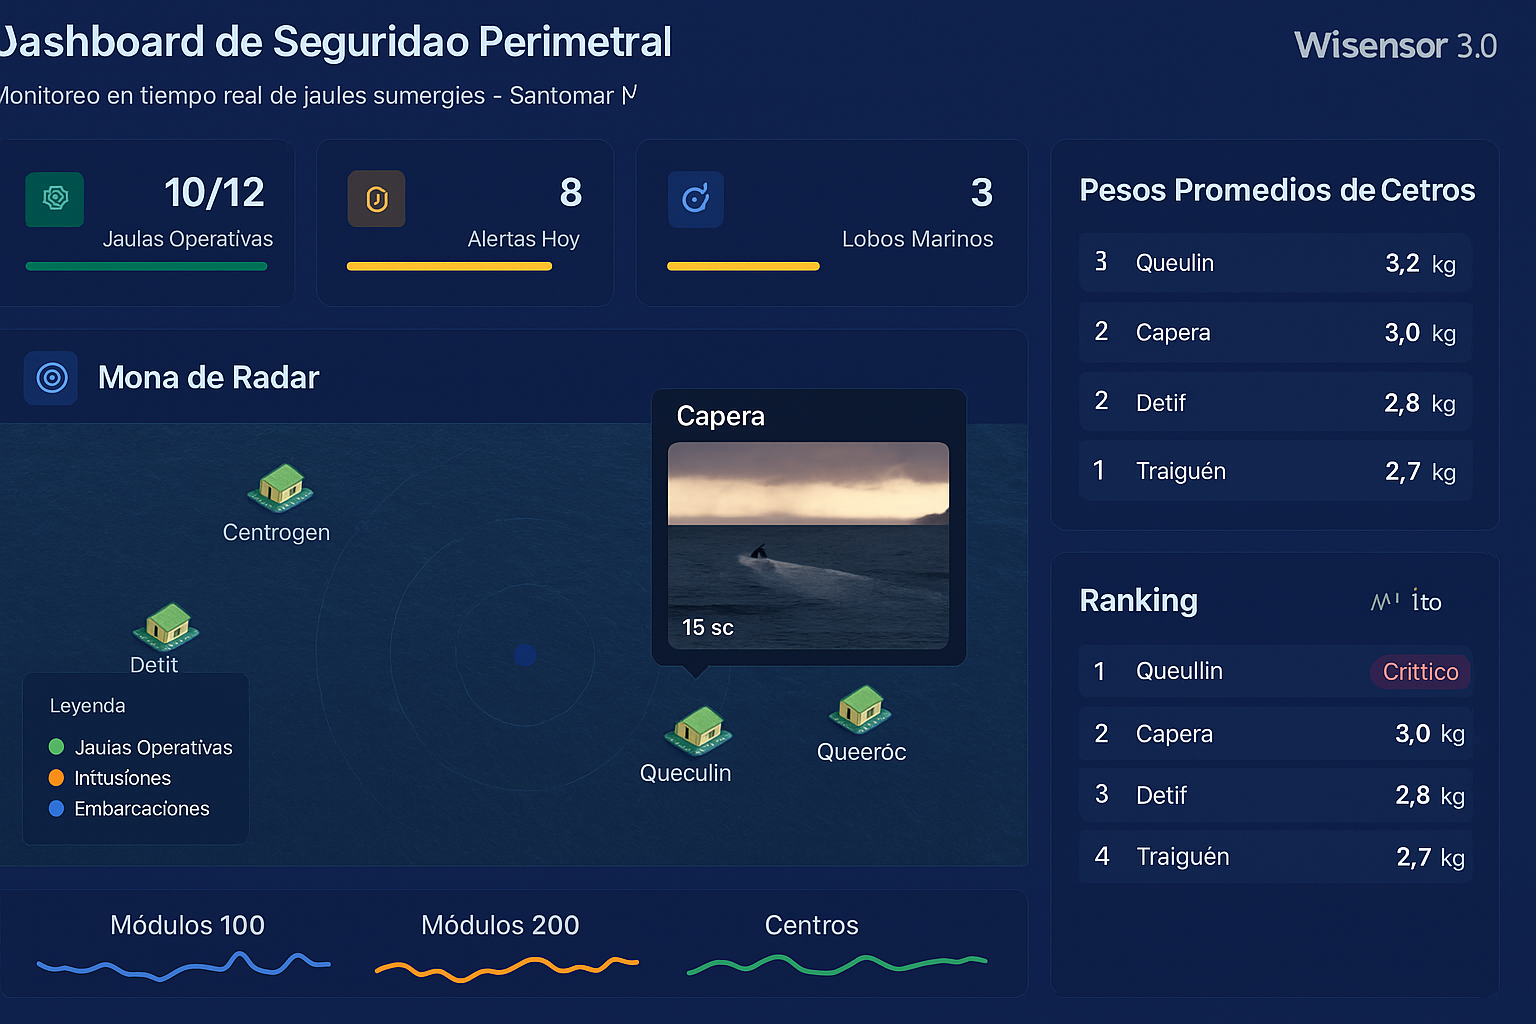 Dashboard de Seguridao Perimetral
Wisensor 3.0
Monitoreo en tiempo real de jaules sumergies - Santomar
10/12
Jaulas Operativas
8
Alertas Hoy
3
Lobos Marinos
Pesos Promedios de Cetros
3 Queulin 3,2 kg
2 Capera 3,0 kg
2 Detif 2,8 kg
1 Traiguén 2,7 kg
Mona de Radar
Capera
15 sc
Centrogen
Detit
Queculin
Queeróc
Leyenda
Jauias Operativas
Inttusíones
Embarcaciones
Ranking
1 Queullin Crittico
2 Capera 3,0 kg
3 Detif 2,8 kg
4 Traiguén 2,7 kg
Módulos 100
Módulos 200
Centros